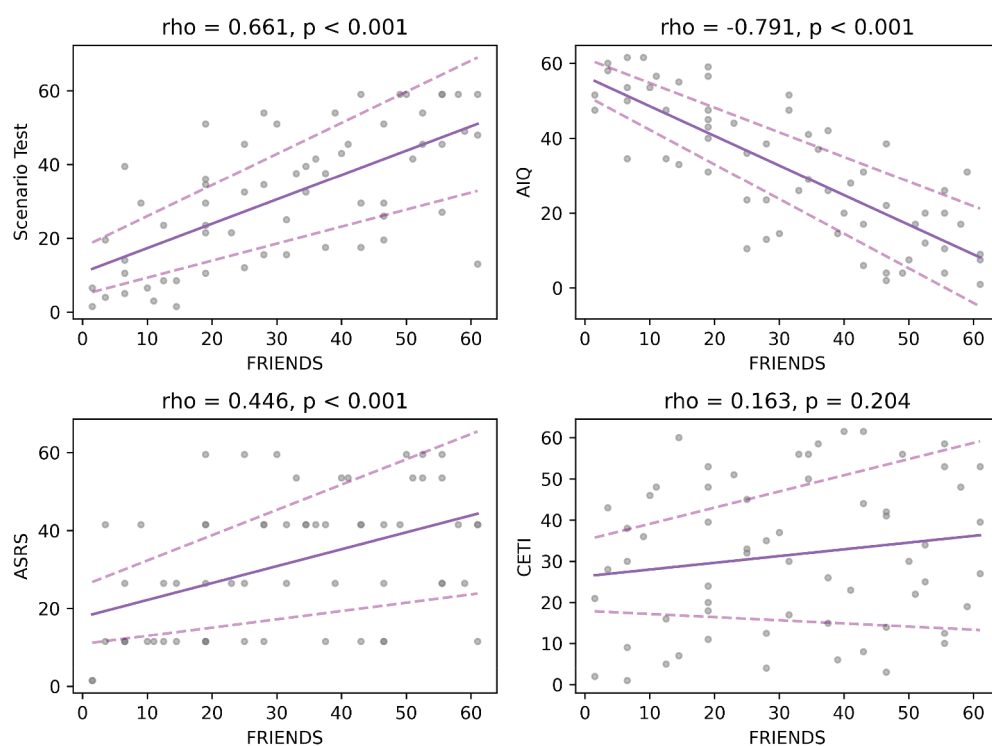 rho = 0.661, p < 0.001
Scenario Test
60
40
20
0
0 10 20 30 40 50 60
FRIENDS
rho = -0.791, p < 0.001
AIQ
60
40
20
0
0 10 20 30 40 50 60
FRIENDS
rho = 0.446, p < 0.001
ASRS
60
40
20
0
0 10 20 30 40 50 60
FRIENDS
rho = 0.163, p = 0.204
CETI
60
50
40
30
20
10
0
0 10 20 30 40 50 60
FRIENDS